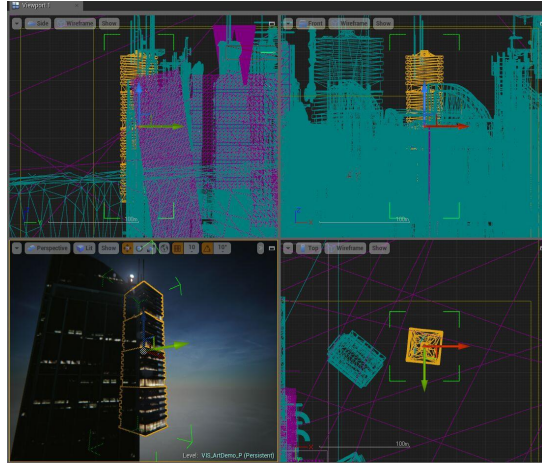 Viewport 1
Side Wireframe Show
Front Wireframe Show
100m
100m
Perspective Lit Show 10 10°
Top Wireframe Show
Level: VIS_ArtDemo_P (Persistent)
100m